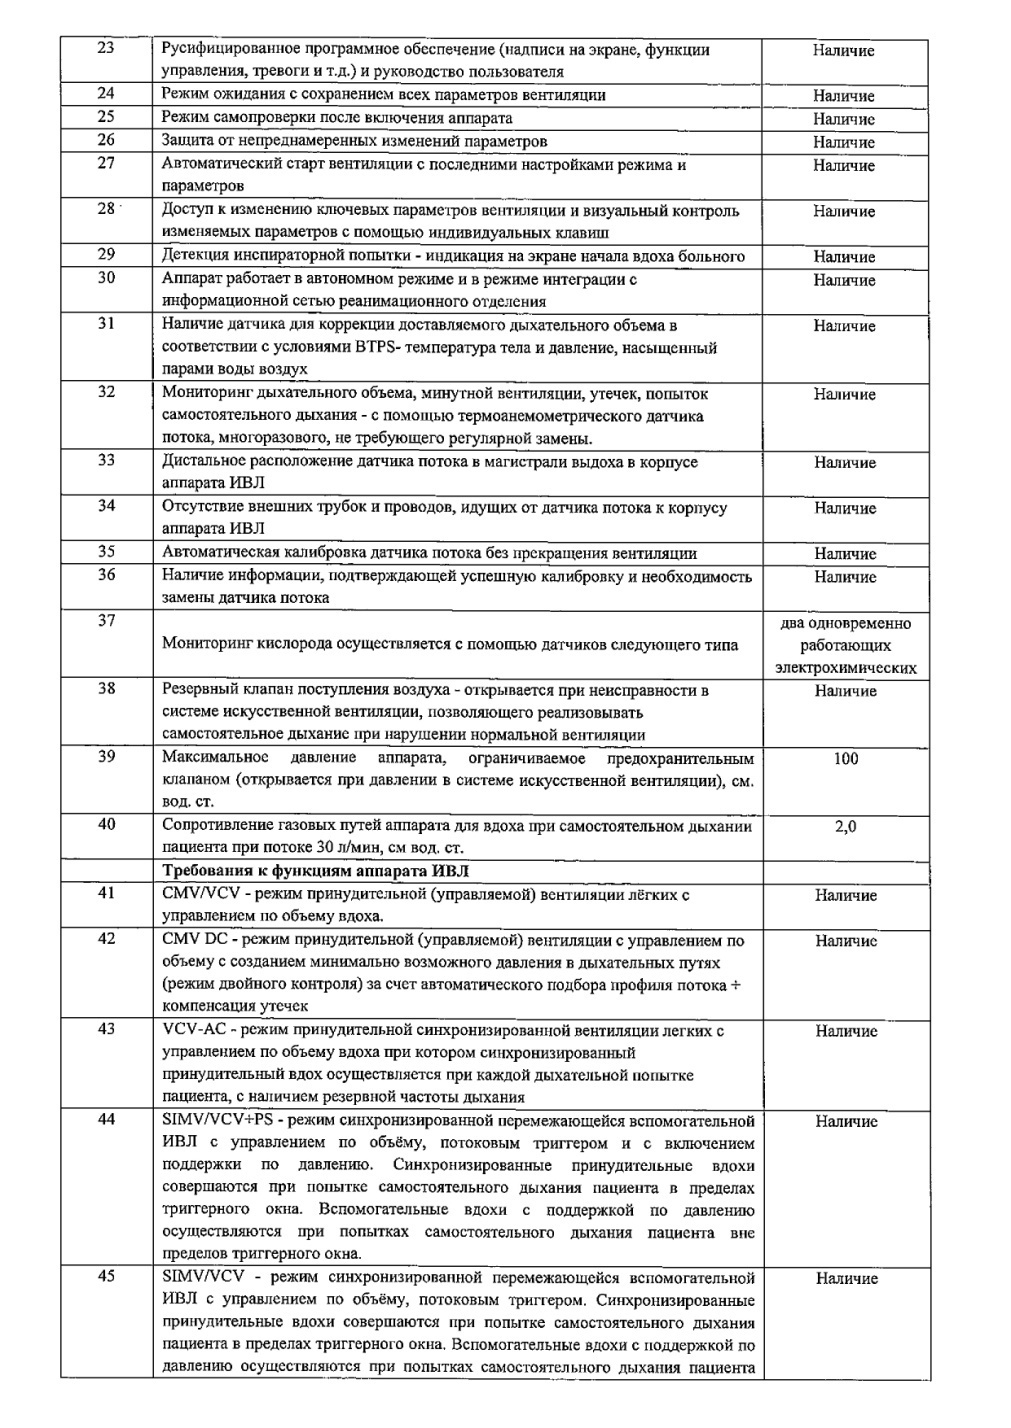 23 Русифицированное программное обеспечение (надписи на экране, функции Наличие
управления, тревоги и т.д.) и руководство пользователя
24 Режим ожидания с сохранением всех параметров вентиляции Наличие
25 Режим самопроверки после включения аппарата Наличие
26 Защита от непреднамеренных изменений параметров Наличие
27 Автоматический старт вентиляции с последними настройками режима и Наличие
параметров
28 Доступ к изменению ключевых параметров вентиляции и визуальный контроль Наличие
изменяемых параметров с помощью индивидуальных клавиш
29 Детекция инспираторной попытки - индикация на экране начала вдоха больного Наличие
30 Аппарат работает в автономном режиме и в режиме интеграции с Наличие
информационной сетью реанимационного отделения
31 Наличие датчика для коррекции доставляемого дыхательного объема в Наличие
соответствии с условиями BTPS- температура тела и давление, насыщенный
парами воды воздух
32 Мониторинг дыхательного объема, минутной вентиляции, утечек, попыток Наличие
самостоятельного дыхания - с помощью термоанемометрического датчика
потока, многоразового, не требующего регулярной замены.
33 Дистальное расположение датчика потока в магистрали выдоха в корпусе Наличие
аппарата ИВЛ
34 Отсутствие внешних трубок и проводов, идущих от датчика потока к корпусу Наличие
аппарата ИВЛ
35 Автоматическая калибровка датчика потока без прекращения вентиляции Наличие
36 Наличие информации, подтверждающей успешную калибровку и необходимость Наличие
замены датчика потока
37 два одновременно
Мониторинг кислорода осуществляется с помощью датчиков следующего типа работающих
электрохимических
38 Резервный клапан поступления воздуха - открывается при неисправности в Наличие
системе искусственной вентиляции, позволяющего реализовывать
самостоятельное дыхание при нарушении нормальной вентиляции
39 Максимальное давление аппарата, ограничиваемое предохранительным 100
клапаном (открывается при давлении в системе искусственной вентиляции), см.
вод. ст.
40 Сопротивление газовых путей аппарата для вдоха при самостоятельном дыхании 2,0
пациента при потоке 30 л/мин, см вод. ст.
Требования к функциям аппарата ИВЛ
41 CMV/VCV - режим принудительной (управляемой) вентиляции лёгких с Наличие
управлением по объему вдоха.
42 CMV DC - режим принудительной (управляемой) вентиляции с управлением по Наличие
объему с созданием минимально возможного давления в дыхательных путях
(режим двойного контроля) за счет автоматического подбора профиля потока +
компенсация утечек
43 VCV-AC - режим принудительной синхронизированной вентиляции легких с Наличие
управлением по объему вдоха при котором синхронизированный
принудительный вдох осуществляется при каждой дыхательной попытке
пациента, с наличием резервной частоты дыхания
44 SIMV/VCV+PS - режим синхронизированной перемежающейся вспомогательной Наличие
ИВЛ с управлением по объёму, потоковым триггером и с включением
поддержки по давлению. Синхронизированные принудительные вдохи
совершаются при попытке самостоятельного дыхания пациента в пределах
триггерного окна. Вспомогательные вдохи с поддержкой по давлению
осуществляются при попытках самостоятельного дыхания пациента вне
пределов триггерного окна.
45 SIMV/VCV - режим синхронизированной перемежающейся вспомогательной Наличие
ИВЛ с управлением по объёму, потоковым триггером. Синхронизированные
принудительные вдохи совершаются при попытке самостоятельного дыхания
пациента в пределах триггерного окна. Вспомогательные вдохи с поддержкой по
давлению осуществляются при попытках самостоятельного дыхания пациента